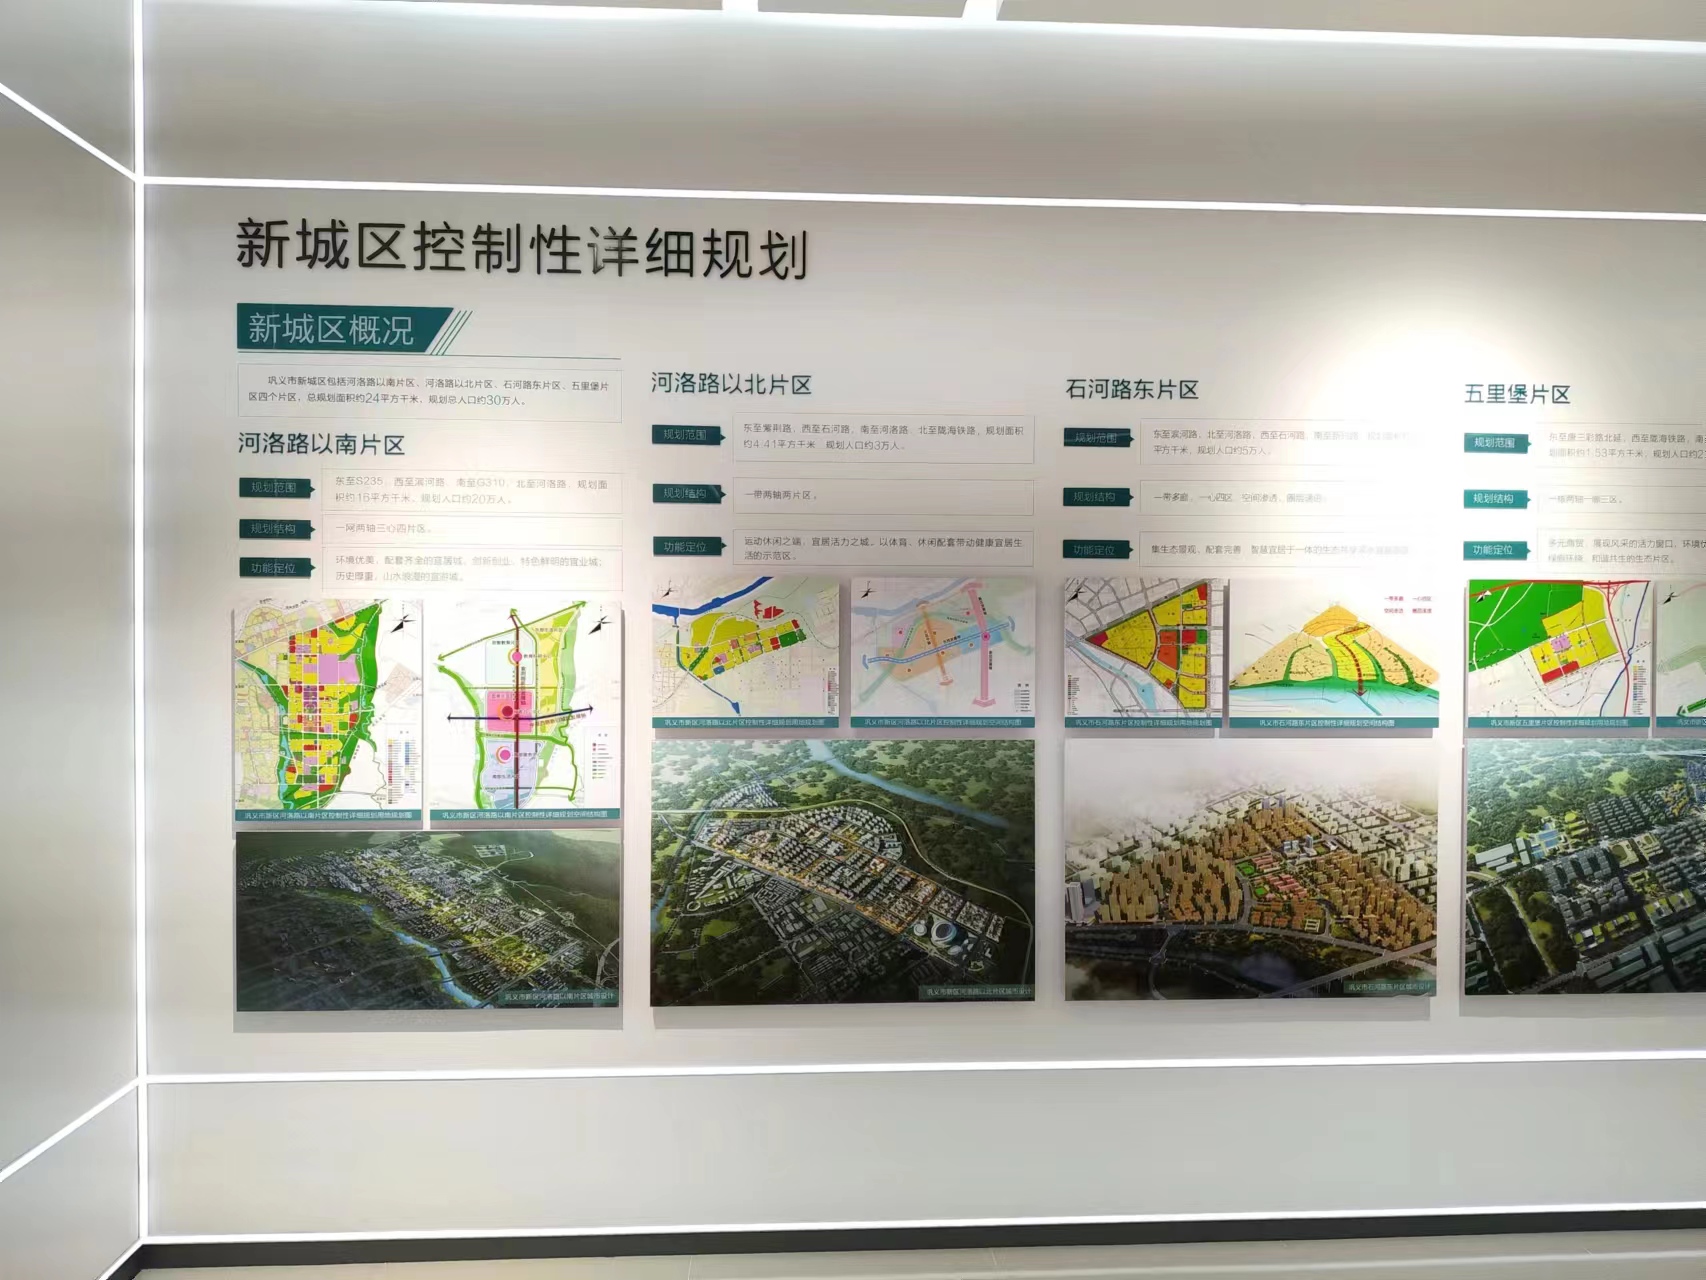 新城区控制性详细规划
新城区概况
巩义市新城区包括河洛路以南片区、河洛路以北片区、石河路东片区、五里堡片
区四个片区，总规划面积约24平方千米，规划总人口约30万人。
河洛路以南片区
规划范围
东至S235，西至滨河路，南至G310，北至河洛路，规划面
积约16平方千米，规划人口约20万人。
规划结构
一河两轴三心四片区。
功能定位
环境优美，配套齐全的宜居城，创新创业，特色鲜明的宜业城；
历史厚重，山水浪漫的宜游城。
巩义市新区河洛路以南片区控制性详细规划用地规划图
巩义市新区河洛路以南片区控制性详细规划空间结构图
巩义市新区河洛路以南片区城市设计
河洛路以北片区
规划范围
东至紫荆路，西至石河路，南至河洛路，北至陇海铁路，规划面积
约4.41平方千米，规划人口约3万人。
规划结构
一带两轴两片区。
功能定位
运动休闲之端，宜居活力之城。以体育、休闲配套带动健康宜居生
活的示范区。
巩义市新区河洛路以北片区控制性详细规划用地规划图
巩义市新区河洛路以北片区控制性详细规划空间结构图
巩义市新区河洛路以北片区城市设计
石河路东片区
规划范围
东至滨河路，北至河洛路，西至石河路，南至
平方千米，规划人口约5万人。
规划结构
一带多廊，一心四区，空间渗透，
功能定位
集生态景观、配套完善、智慧宜居于一体的生态
一带多廊 一心四区
空间渗透
巩义市石河路东片区控制性详细规划用地规划图
巩义市石河路东片区控制性详细规划空间结构图
巩义市石河路东片区城市设计
五里堡片区
规划范围
东至唐三彩路北延，西至陇海铁路，南
划面积约1.53平方千米，规划人口约2
规划结构
一核两轴一廊三区。
功能定位
多元商贸，展现风采的活力窗口，环境
绿廊环绕，和谐共生的生态片区。
巩义市新区五里堡片区控制性详细规划用地规划图
巩义市新区